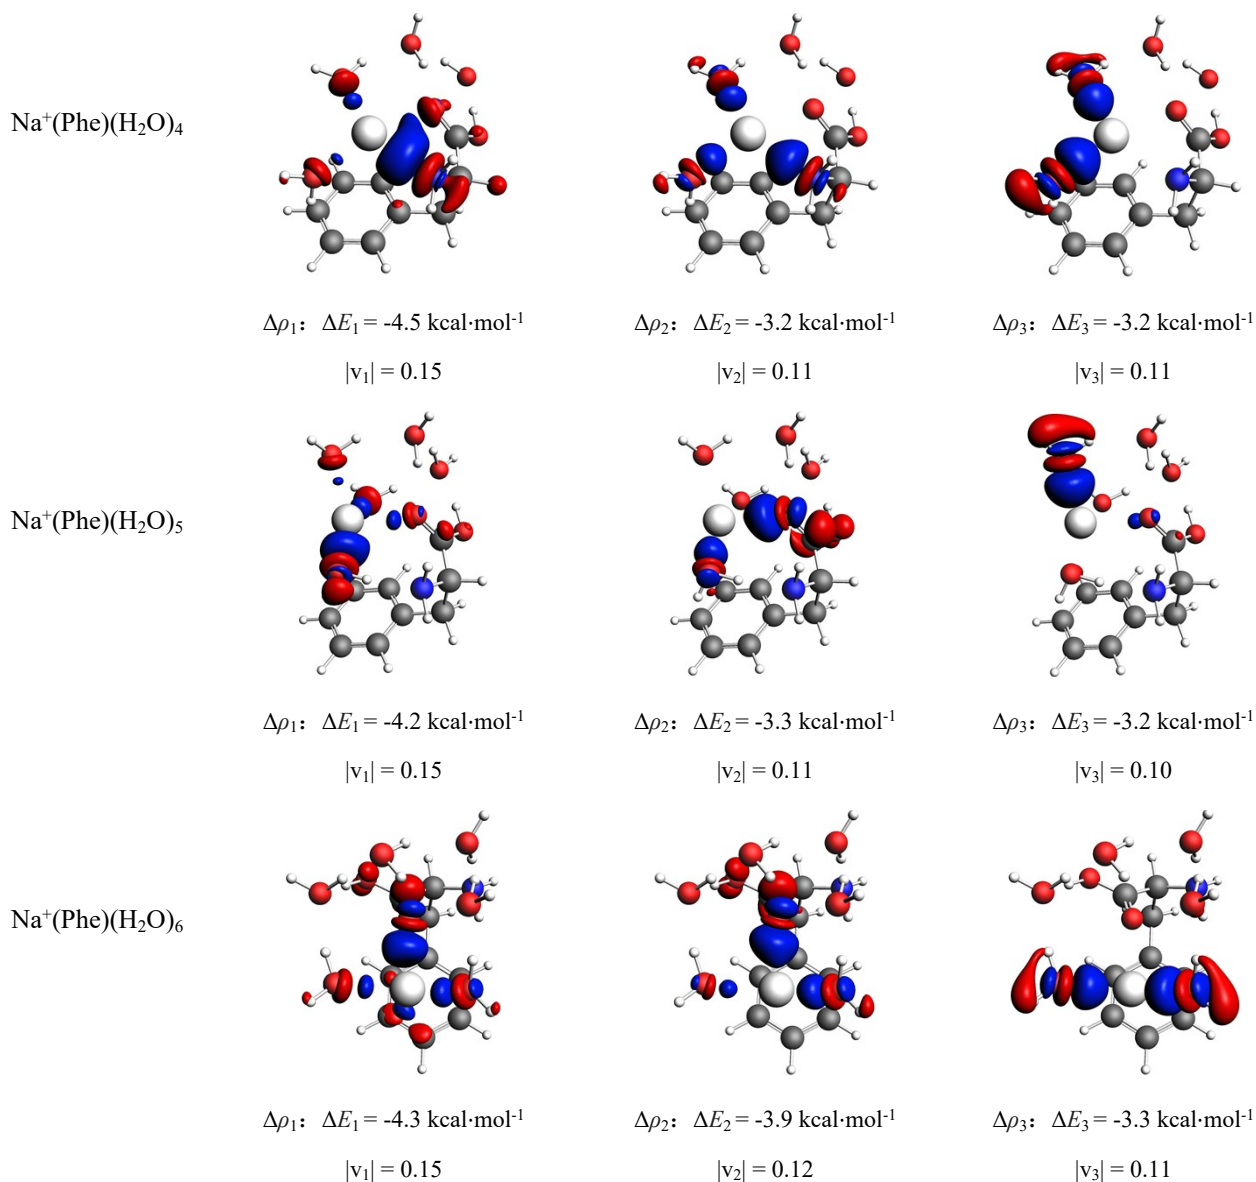 Na⁺(Phe)(H₂O)₄
Δρ₁： ΔE₁ = -4.5 kcal·mol⁻¹ Δρ₂： ΔE₂ = -3.2 kcal·mol⁻¹ Δρ₃： ΔE₃ = -3.2 kcal·mol⁻¹
|v₁| = 0.15 |v₂| = 0.11 |v₃| = 0.11
Na⁺(Phe)(H₂O)₅
Δρ₁： ΔE₁ = -4.2 kcal·mol⁻¹ Δρ₂： ΔE₂ = -3.3 kcal·mol⁻¹ Δρ₃： ΔE₃ = -3.2 kcal·mol⁻¹
|v₁| = 0.15 |v₂| = 0.11 |v₃| = 0.10
Na⁺(Phe)(H₂O)₆
Δρ₁： ΔE₁ = -4.3 kcal·mol⁻¹ Δρ₂： ΔE₂ = -3.9 kcal·mol⁻¹ Δρ₃： ΔE₃ = -3.3 kcal·mol⁻¹
|v₁| = 0.15 |v₂| = 0.12 |v₃| = 0.11